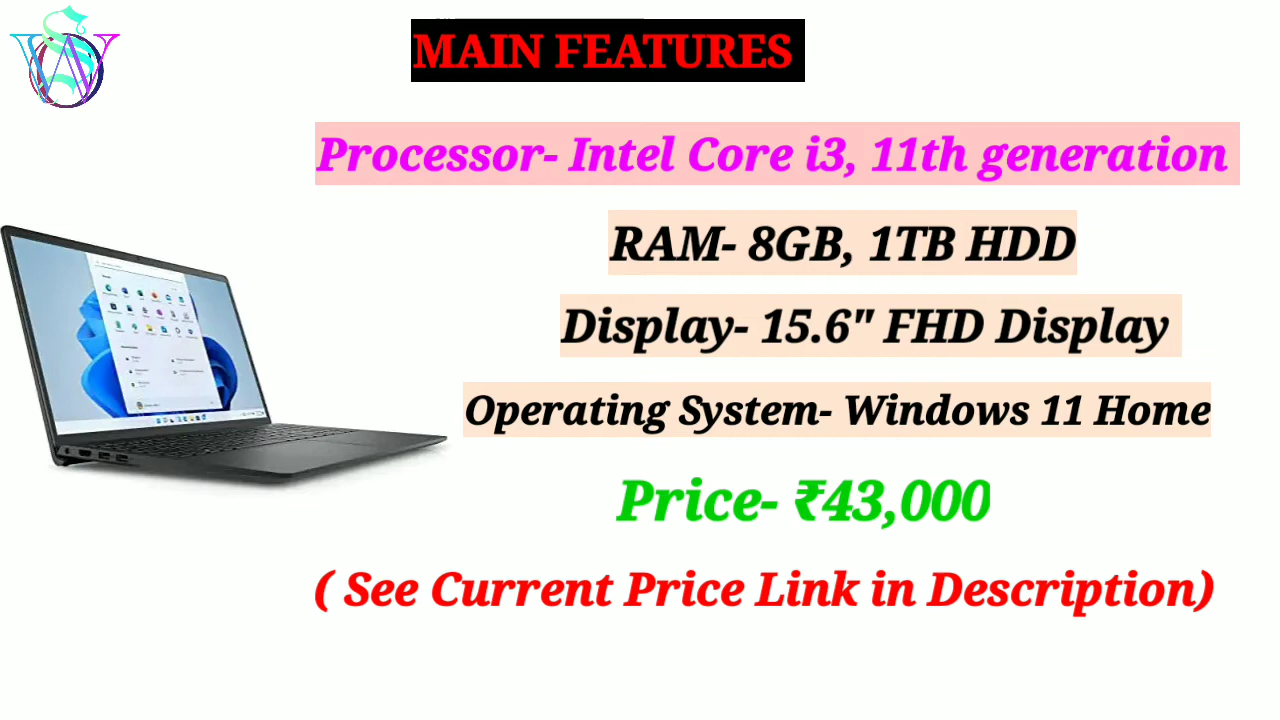 MAIN FEATURES
Processor- Intel Core i3, 11th generation
RAM- 8GB, 1TB HDD
Display- 15.6" FHD Display
Operating System- Windows 11 Home
Price- ₹43,000
( See Current Price Link in Description)